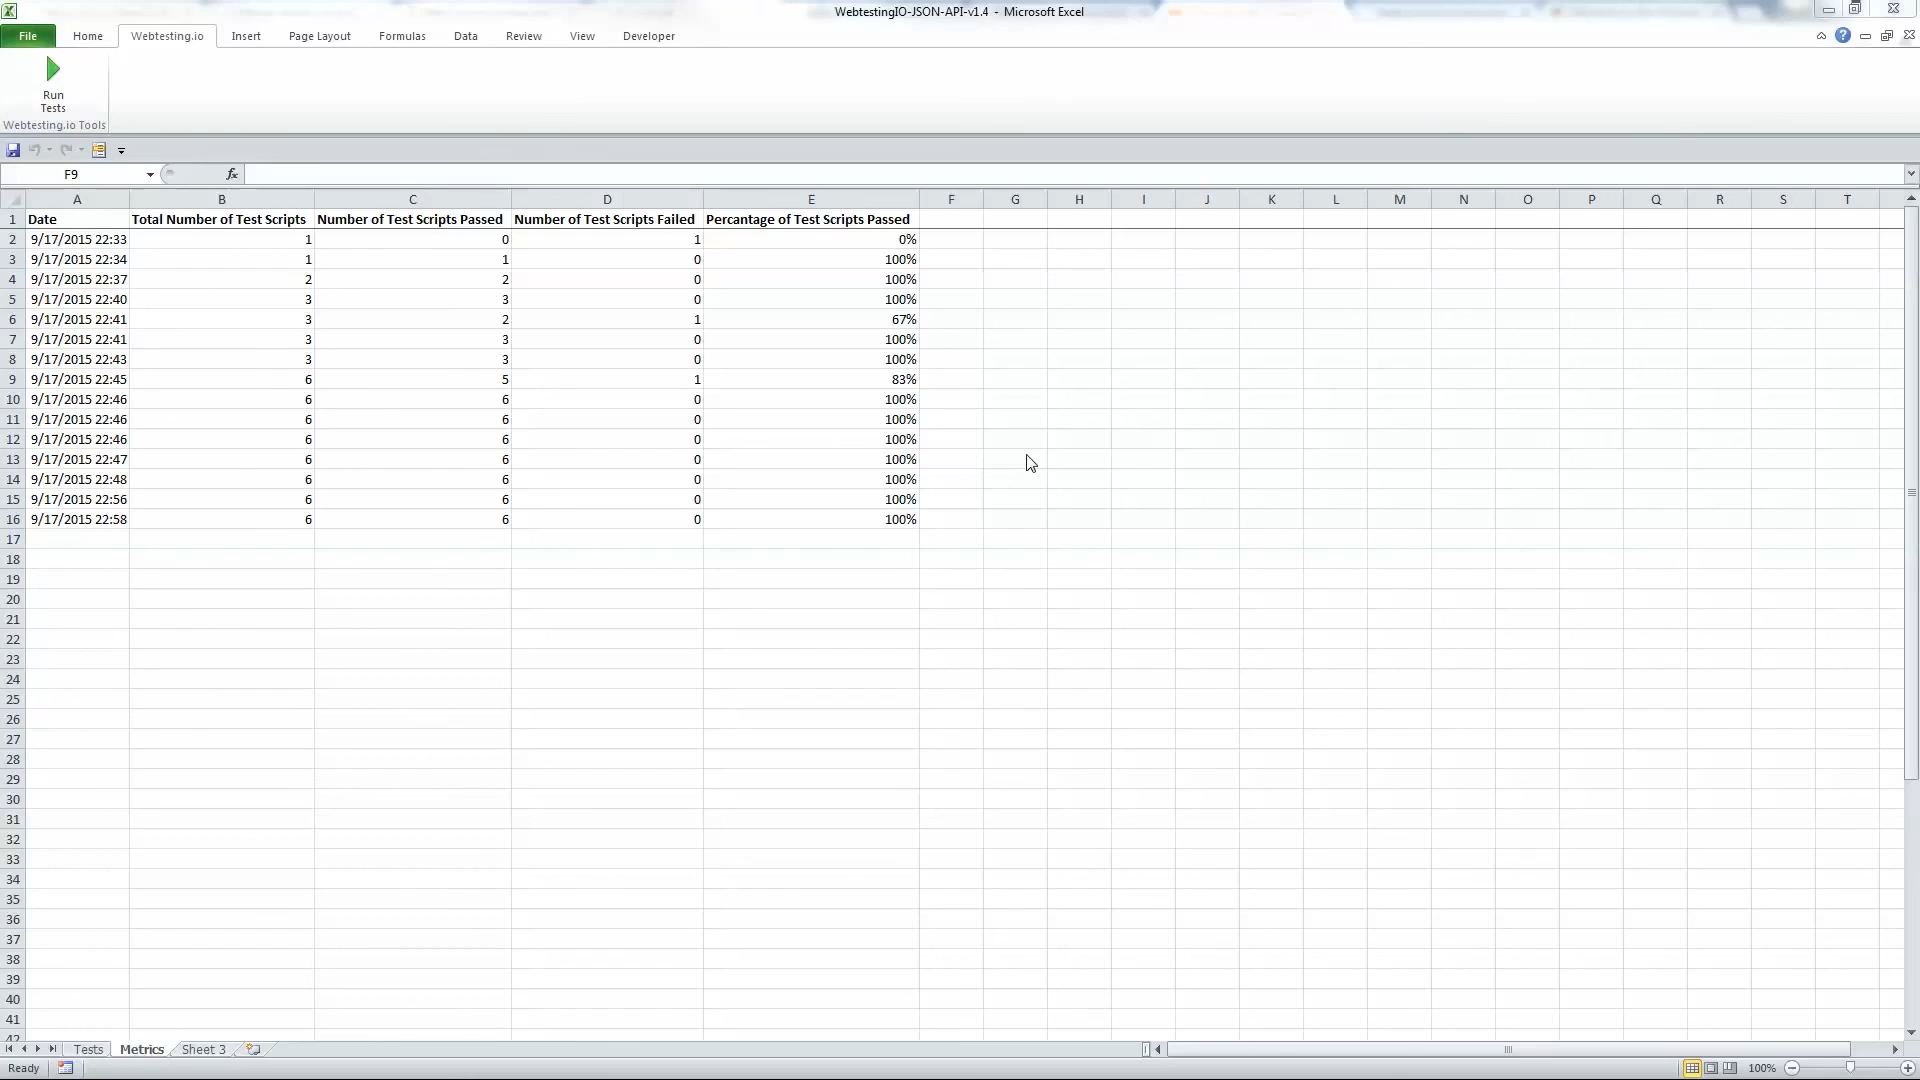 WebtestingIO-JSON-API-v1.4 - Microsoft Excel
File Home Webtesting.io Insert Page Layout Formulas Data Review View Developer
Run
Tests
Webtesting.io Tools
F9 fx
A B C D E F G H I J K L M N O P Q R S T
1 Date Total Number of Test Scripts Number of Test Scripts Passed Number of Test Scripts Failed Percantage of Test Scripts Passed
2 9/17/2015 22:33 1 0 1 0%
3 9/17/2015 22:34 1 1 0 100%
4 9/17/2015 22:37 2 2 0 100%
5 9/17/2015 22:40 3 3 0 100%
6 9/17/2015 22:41 3 2 1 67%
7 9/17/2015 22:41 3 3 0 100%
8 9/17/2015 22:43 3 3 0 100%
9 9/17/2015 22:45 6 5 1 83%
10 9/17/2015 22:46 6 6 0 100%
11 9/17/2015 22:46 6 6 0 100%
12 9/17/2015 22:46 6 6 0 100%
13 9/17/2015 22:47 6 6 0 100%
14 9/17/2015 22:48 6 6 0 100%
15 9/17/2015 22:56 6 6 0 100%
16 9/17/2015 22:58 6 6 0 100%
17
18
19
20
21
22
23
24
25
26
27
28
29
30
31
32
33
34
35
36
37
38
39
40
41
42
Tests Metrics Sheet 3
Ready 100%